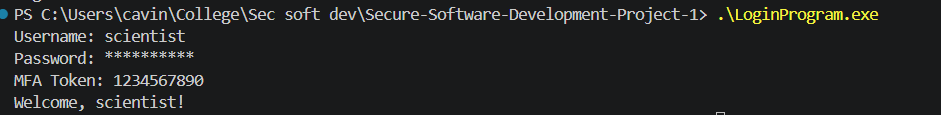 PS C:\Users\cavin\College\Sec soft dev\Secure-Software-Development-Project-1> .\LoginProgram.exe
Username: scientist
Password: **********
MFA Token: 1234567890
Welcome, scientist!